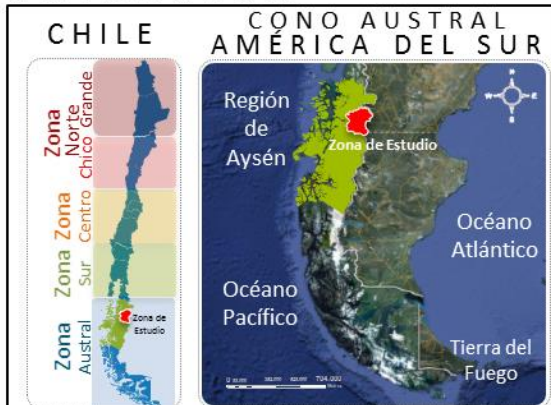 CHILE
Zona
Norte
Grande
Chico
Zona
Centro
Zona
Sur
Zona
Austral
Zona de
Estudio
CONO AUSTRAL
AMÉRICA DEL SUR
Región
de
Aysén
Zona de Estudio
Océano
Atlántico
Océano
Pacífico
Tierra del
Fuego